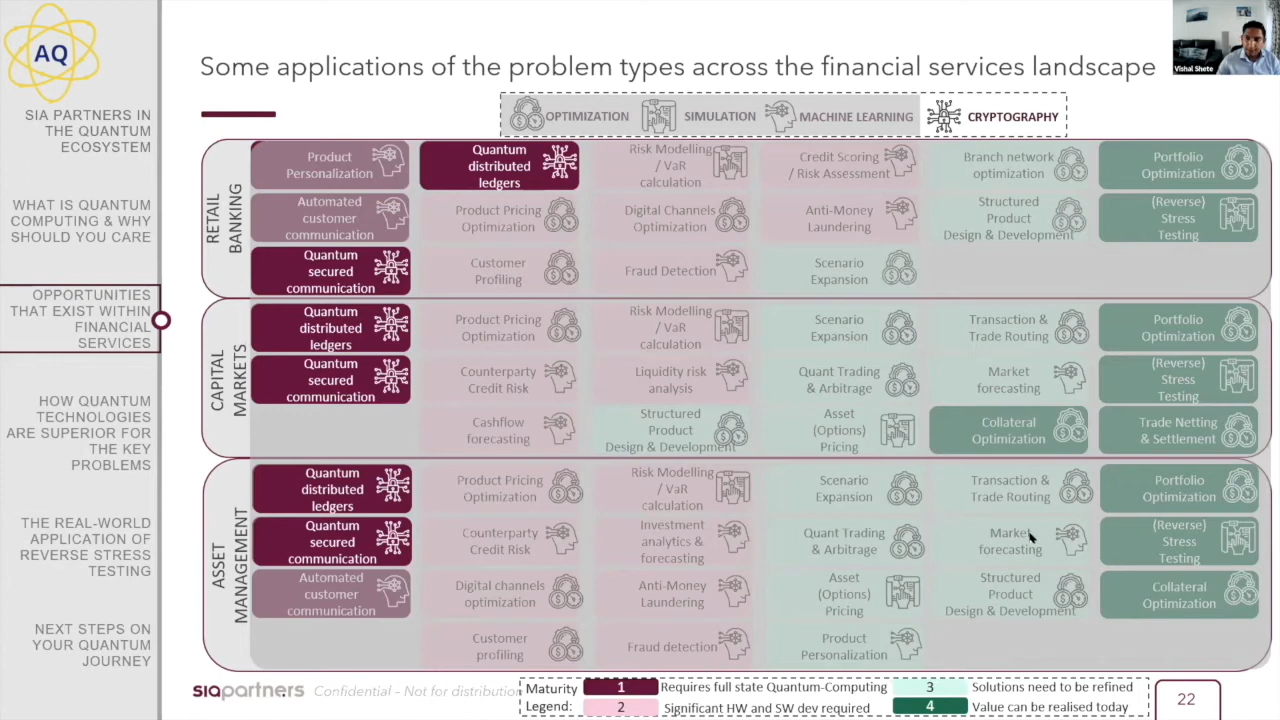 AQ
SIA PARTNERS IN
THE QUANTUM
ECOSYSTEM
WHAT IS QUANTUM
COMPUTING & WHY
SHOULD YOU CARE
OPPORTUNITIES
THAT EXIST WITHIN
FINANCIAL
SERVICES
HOW QUANTUM
TECHNOLOGIES
ARE SUPERIOR FOR
THE KEY
PROBLEMS
THE REAL-WORLD
APPLICATION OF
REVERSE STRESS
TESTING
NEXT STEPS ON
YOUR QUANTUM
JOURNEY
Some applications of the problem types across the financial services landscape
Vishal Shete
OPTIMIZATION
SIMULATION
MACHINE LEARNING
CRYPTOGRAPHY
RETAIL
BANKING
Product
Personalization
Quantum
distributed
ledgers
Risk Modelling
/ VaR
calculation
Credit Scoring
/ Risk Assessment
Branch network
optimization
Portfolio
Optimization
Automated
customer
communication
Product Pricing
Optimization
Digital Channels
Optimization
Anti-Money
Laundering
Structured
Product
Design & Development
(Reverse)
Stress
Testing
Quantum
secured
communication
Customer
Profiling
Fraud Detection
Scenario
Expansion
CAPITAL
MARKETS
Quantum
distributed
ledgers
Product Pricing
Optimization
Risk Modelling
/ VaR
calculation
Scenario
Expansion
Transaction &
Trade Routing
Portfolio
Optimization
Quantum
secured
communication
Counterparty
Credit Risk
Liquidity risk
analysis
Quant Trading
& Arbitrage
Market
forecasting
(Reverse)
Stress
Testing
Cashflow
forecasting
Structured
Product
Design & Development
Asset
(Options)
Pricing
Collateral
Optimization
Trade Netting
& Settlement
ASSET
MANAGEMENT
Quantum
distributed
ledgers
Product Pricing
Optimization
Risk Modelling
/ VaR
calculation
Scenario
Expansion
Transaction &
Trade Routing
Portfolio
Optimization
Quantum
secured
communication
Counterparty
Credit Risk
Investment
analytics &
forecasting
Quant Trading
& Arbitrage
Market
forecasting
(Reverse)
Stress
Testing
Automated
customer
communication
Digital channels
optimization
Anti-Money
Laundering
Asset
(Options)
Pricing
Structured
Product
Design & Development
Collateral
Optimization
Customer
profiling
Fraud detection
Product
Personalization
siapartners
Confidential – Not for distribution
Maturity
Legend:
1 Requires full state Quantum-Computing
2 Significant HW and SW dev required
3 Solutions need to be refined
4 Value can be realised today
22